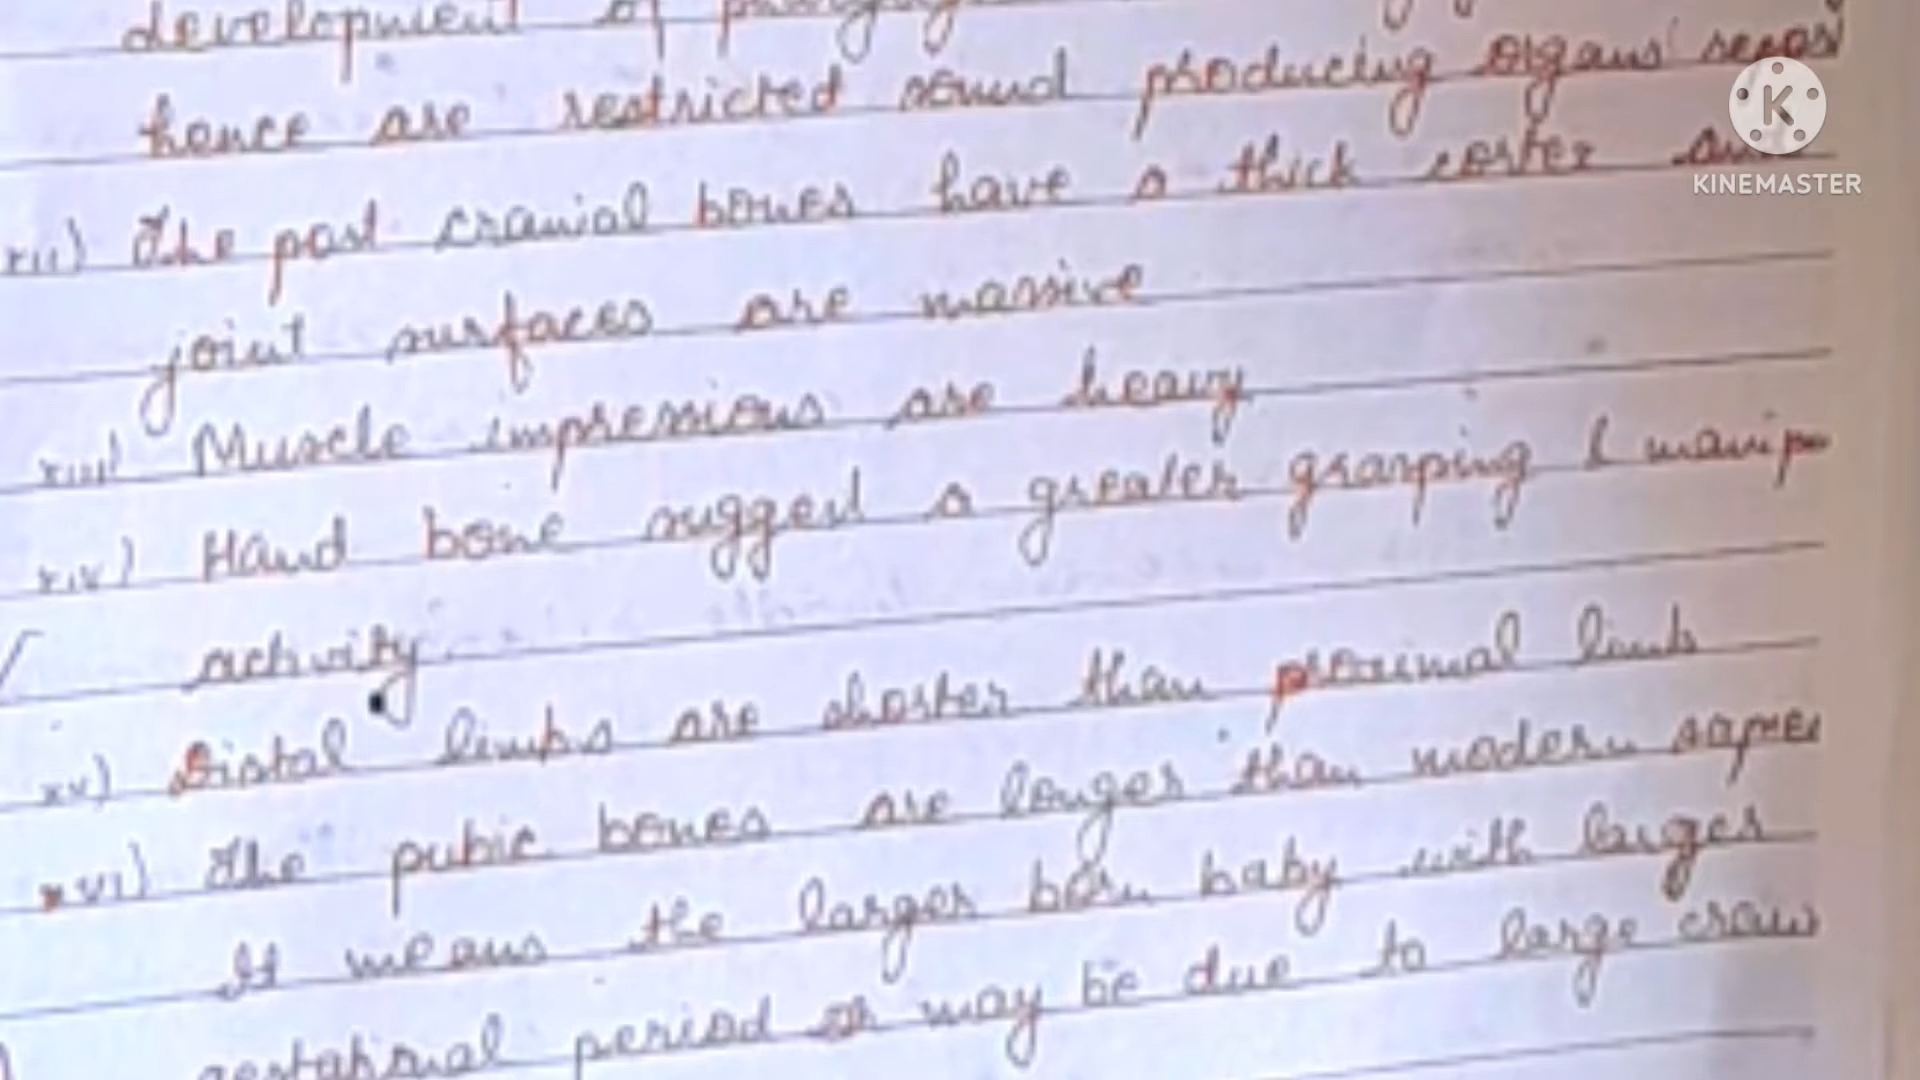 development of
hence are restricted sound producing organs
KINEMASTER
xii) The post cranial bones have a thick cortex and
joint surfaces are massive
xiii) Muscle impressions are heavy
xiv) Hand bone suggest a greater grasping & manip
activity
xv) Distal limbs are shorter than proximal limb
xvi) The pubic bones are longer than modern
It means the larger born baby with larger
gestational period or may be due to large